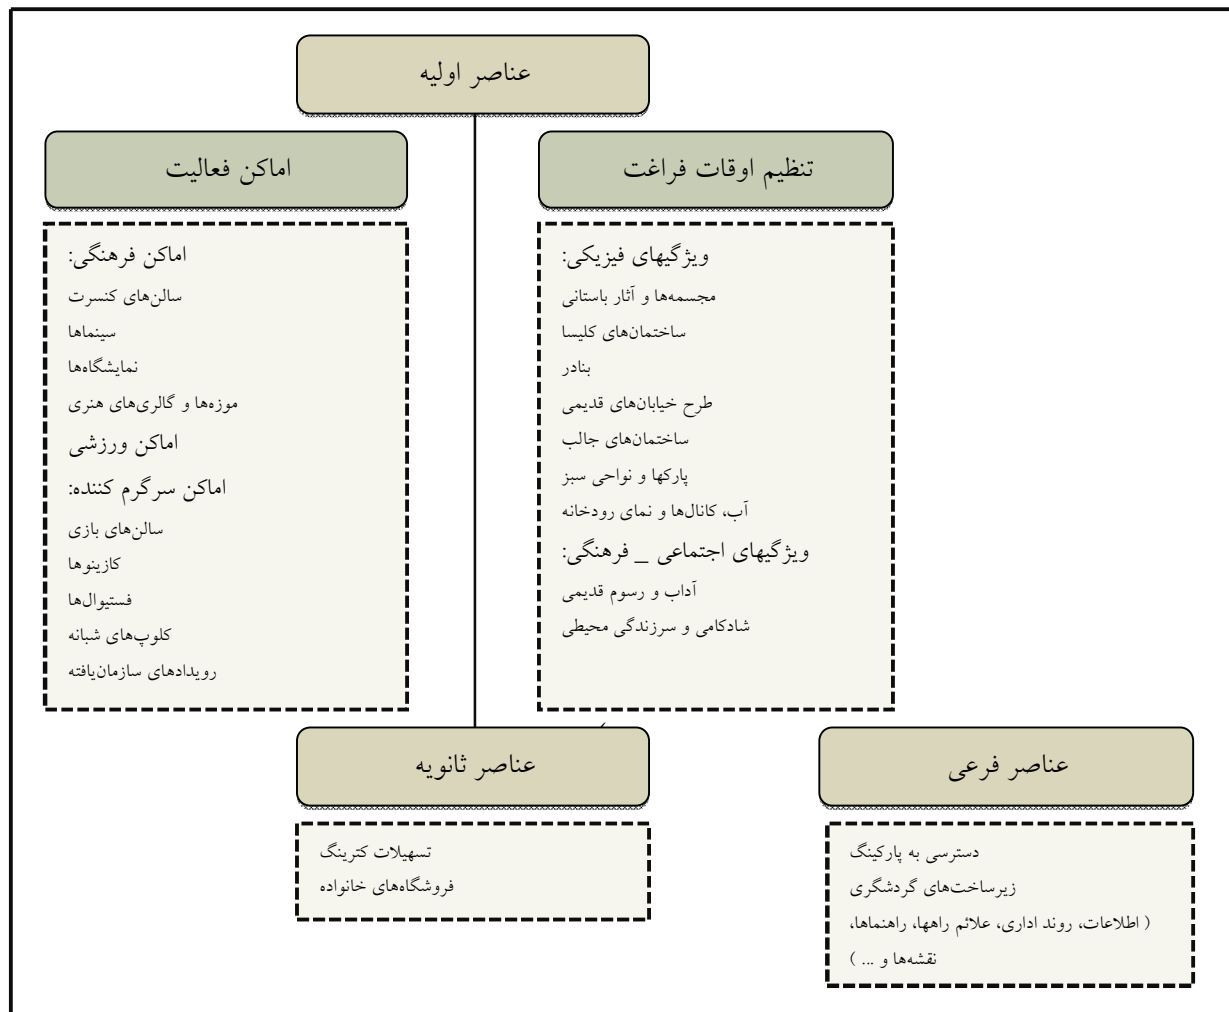 عناصر اولیه
تنظیم اوقات فراغت
ویژگیهای فیزیکی:
مجسمه‌ها و آثار باستانی
ساختمان‌های کلیسا
بنادر
طرح خیابان‌های قدیمی
ساختمان‌های جالب
پارکها و نواحی سبز
آب، کانال‌ها و نمای رودخانه
ویژگیهای اجتماعی _ فرهنگی:
آداب و رسوم قدیمی
شادکامی و سرزندگی محیطی
اماکن فعالیت
اماکن فرهنگی:
سالن‌های کنسرت
سینماها
نمایشگاه‌ها
موزه‌ها و گالری‌های هنری
اماکن ورزشی
اماکن سرگرم کننده:
سالن‌های بازی
کازینوها
فستیوال‌ها
کلوپ‌های شبانه
رویدادهای سازمان‌یافته
عناصر فرعی
دسترسی به پارکینگ
زیرساخت‌های گردشگری
( اطلاعات، روند اداری، علائم راهها، راهنماها،
نقشه‌ها و ... )
عناصر ثانویه
تسهیلات کترینگ
فروشگاه‌های خانواده